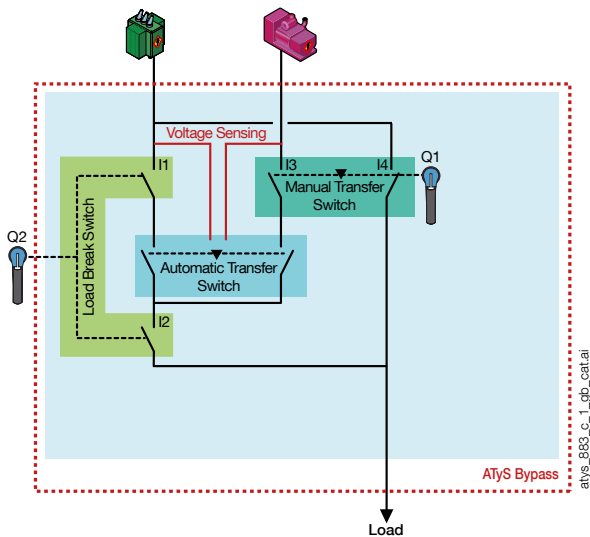 Voltage Sensing
I1
I3
I4
Q1
Manual Transfer
Switch
Q2
Load Break Switch
Automatic Transfer
Switch
I2
ATyS Bypass
atys_883_c_1_gb_cat.ai
Load